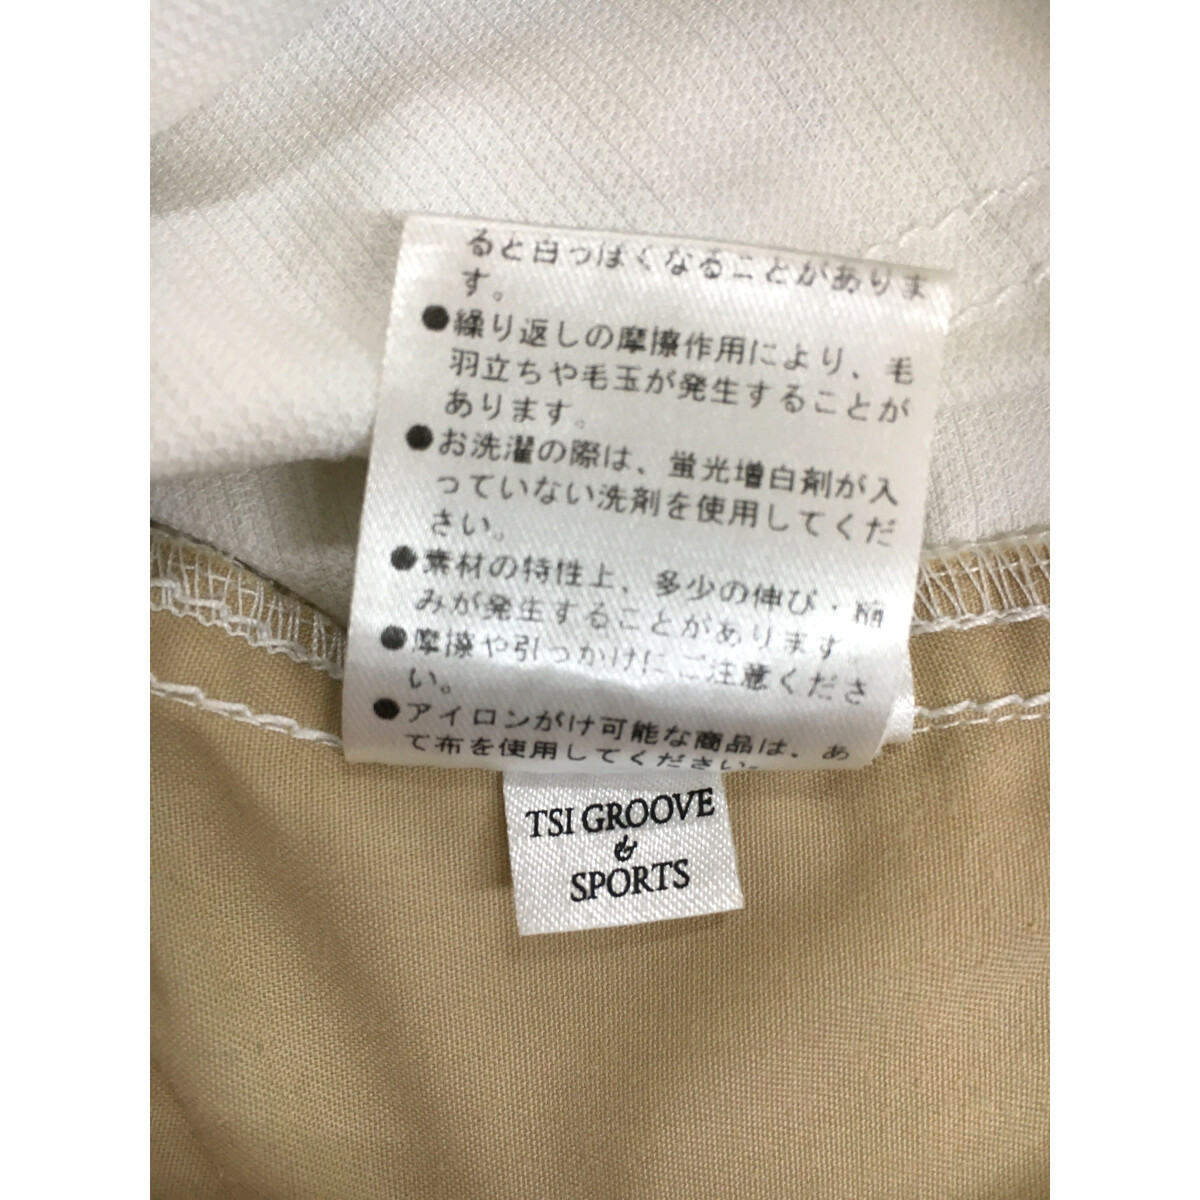 ると白っぽくなることがありま
す。
●繰り返しの摩擦作用により、毛
羽立ちや毛玉が発生することが
あります。
●お洗濯の際は、蛍光増白剤が入
っていない洗剤を使用してくだ
さい。
●素材の特性上、多少の伸び・縮
みが発生することがあります。
●摩擦や引っかけにご注意くださ
い。
●アイロンがけ可能な商品は、あ
て布を使用してください。
TSI GROOVE
&
SPORTS